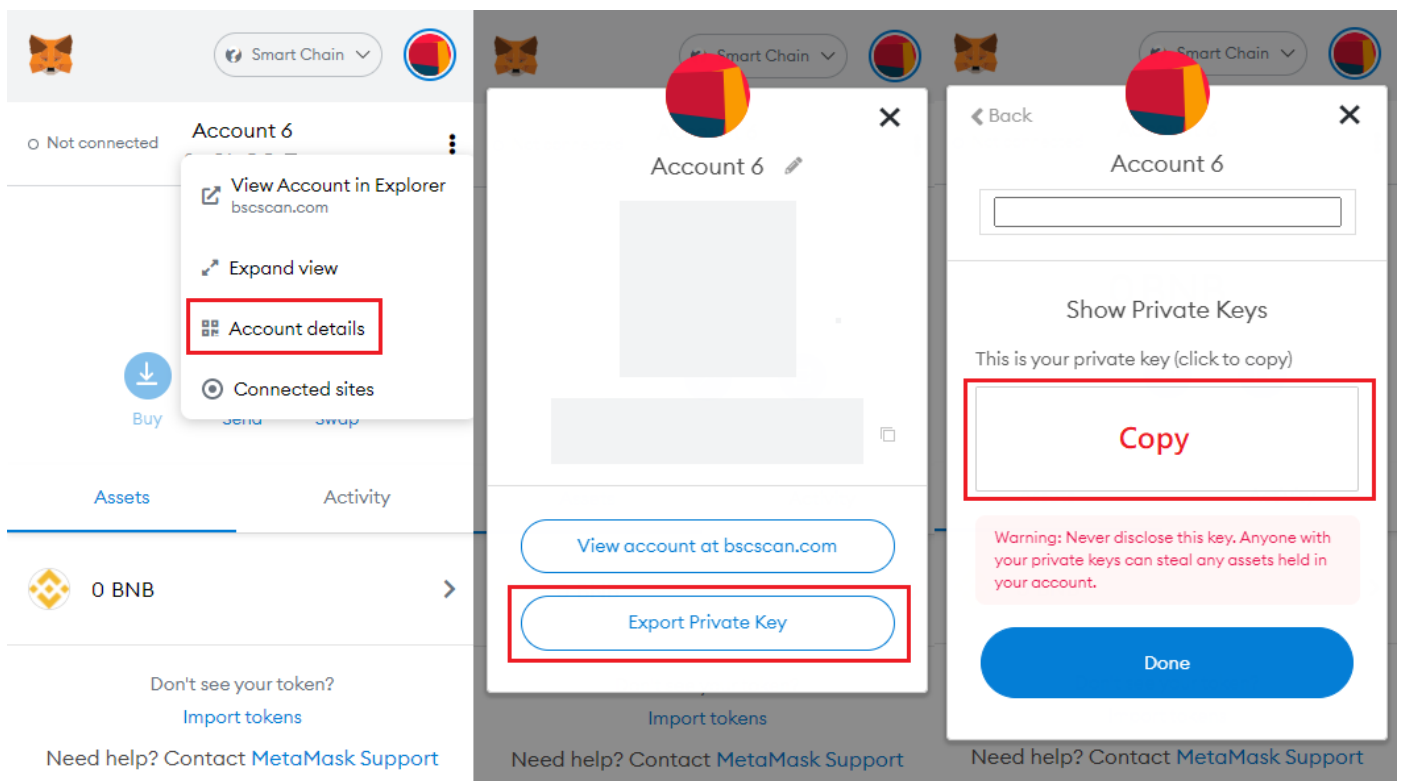 Smart Chain
Not connected
Account 6
View Account in Explorer
bscscan.com
Expand view
Account details
Connected sites
Buy
Send
Swap
Assets
Activity
0 BNB
Don't see your token?
Import tokens
Need help? Contact MetaMask Support
Smart Chain
Account 6
View account at bscscan.com
Export Private Key
Import tokens
Need help? Contact MetaMask Support
Smart Chain
Back
Account 6
Show Private Keys
This is your private key (click to copy)
Copy
Warning: Never disclose this key. Anyone with
your private keys can steal any assets held in
your account.
Done
Need help? Contact MetaMask Support